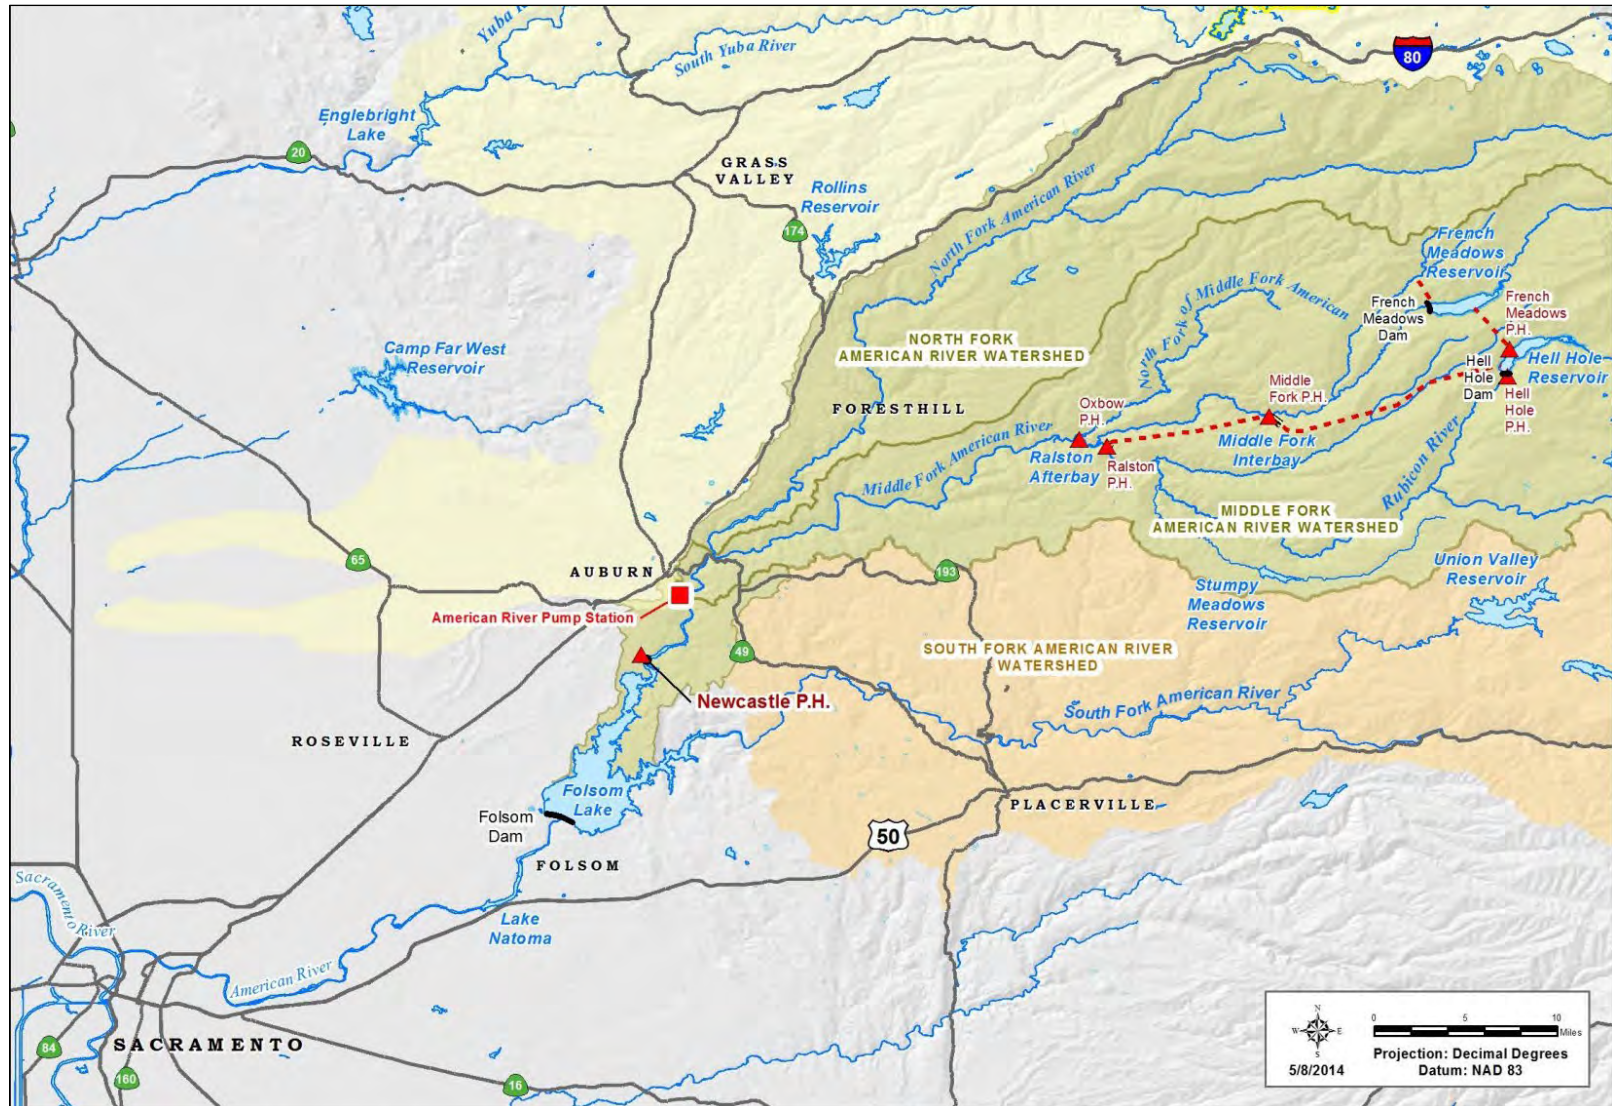 Yuba
South Yuba River
80
Englebright
Lake
20
GRASS
VALLEY
Rollins
Reservoir
174
North Fork American River
French
Meadows
Reservoir
French
Meadows
Dam
French
Meadows
P.H.
North Fork of Middle Fork American
NORTH FORK
AMERICAN RIVER WATERSHED
Camp Far West
Reservoir
Hell
Hole
Dam
Hell Hole
Reservoir
Hell
Hole
P.H.
Middle
Fork P.H.
FORESTHILL
Oxbow
P.H.
Middle Fork American River
Ralston
Afterbay
Ralston
P.H.
Middle Fork
Interbay
Rubicon River
MIDDLE FORK
AMERICAN RIVER WATERSHED
65
AUBURN
193
Union Valley
Reservoir
Stumpy
Meadows
Reservoir
American River Pump Station
49
SOUTH FORK AMERICAN RIVER
WATERSHED
Newcastle P.H.
South Fork American River
ROSEVILLE
Folsom
Lake
PLACERVILLE
Folsom
Dam
50
FOLSOM
Sacramento River
Lake
Natoma
American River
SACRAMENTO
84
160
16
N
W
E
S
0
5
10
Miles
5/8/2014
Projection: Decimal Degrees
Datum: NAD 83